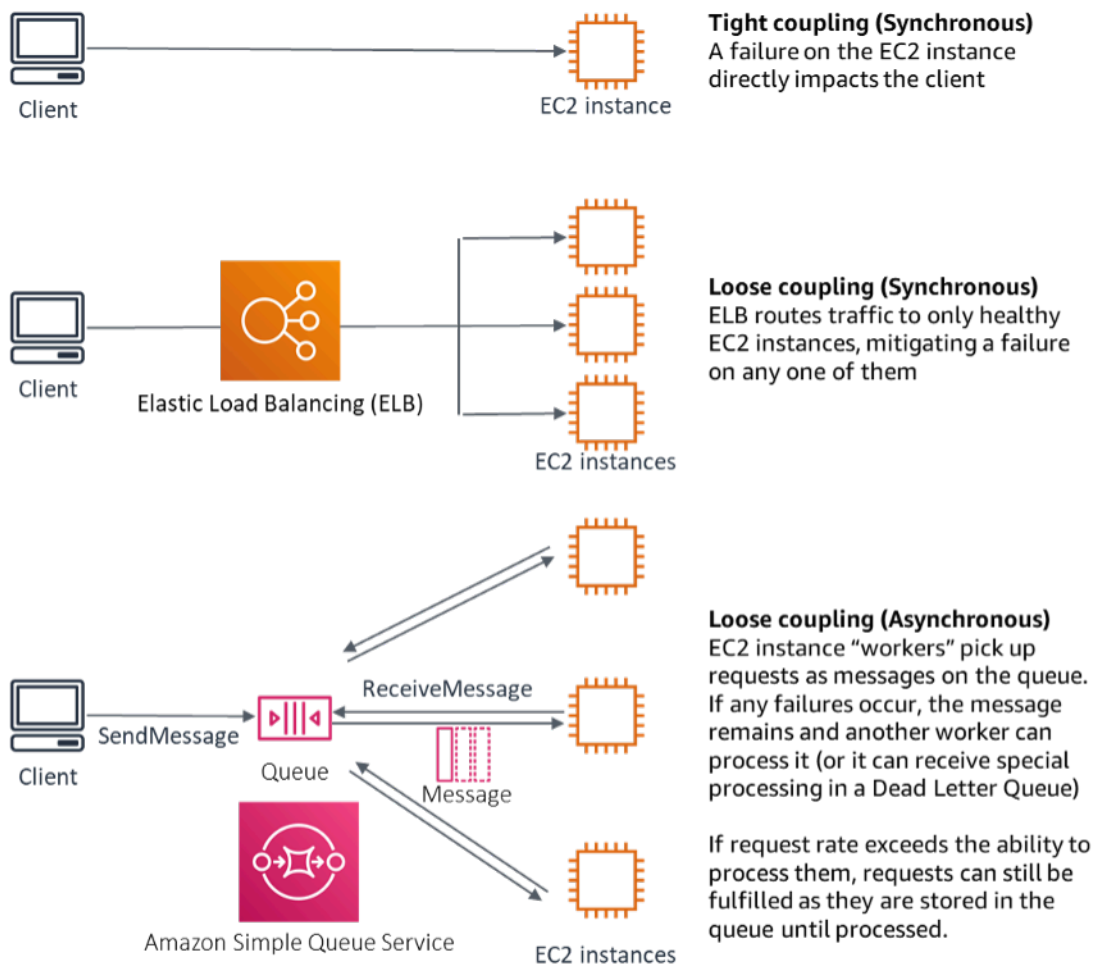 Client
EC2 instance
Tight coupling (Synchronous)
A failure on the EC2 instance
directly impacts the client
Client
Elastic Load Balancing (ELB)
EC2 instances
Loose coupling (Synchronous)
ELB routes traffic to only healthy
EC2 instances, mitigating a failure
on any one of them
Client
SendMessage
Queue
ReceiveMessage
Message
Amazon Simple Queue Service
EC2 instances
Loose coupling (Asynchronous)
EC2 instance “workers” pick up
requests as messages on the queue.
If any failures occur, the message
remains and another worker can
process it (or it can receive special
processing in a Dead Letter Queue)
If request rate exceeds the ability to
process them, requests can still be
fulfilled as they are stored in the
queue until processed.